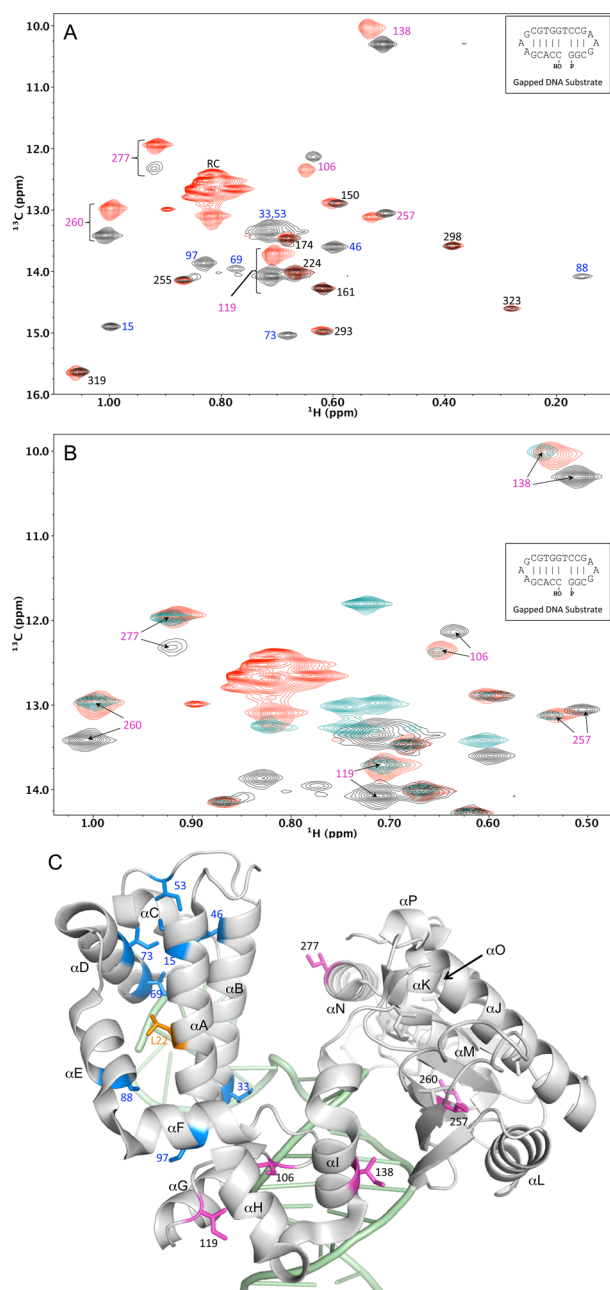 A
10.0
11.0
12.0
13.0
14.0
15.0
16.0
¹³C (ppm)
1.00
0.80
0.60
0.40
0.20
¹H (ppm)
138
277
RC
106
260
150
257
33,53
174
46
298
97
69
224
88
255
119
161
323
15
73
293
319
CGTGGTCCG
A G G A
A GCACC CGG A
HO P
Gapped DNA Substrate
B
10.0
11.0
12.0
13.0
14.0
¹³C (ppm)
1.00
0.90
0.80
0.70
0.60
0.50
¹H (ppm)
138
277
106
260
257
119
Gapped DNA Substrate
HO P
C
53
αC
46
αP
277
αO
αD
73
15
αN
αK
69
αB
αJ
αA
αM
L22
αE
260
88
33
257
αF
αI
αL
97
106
138
αG
αH
119